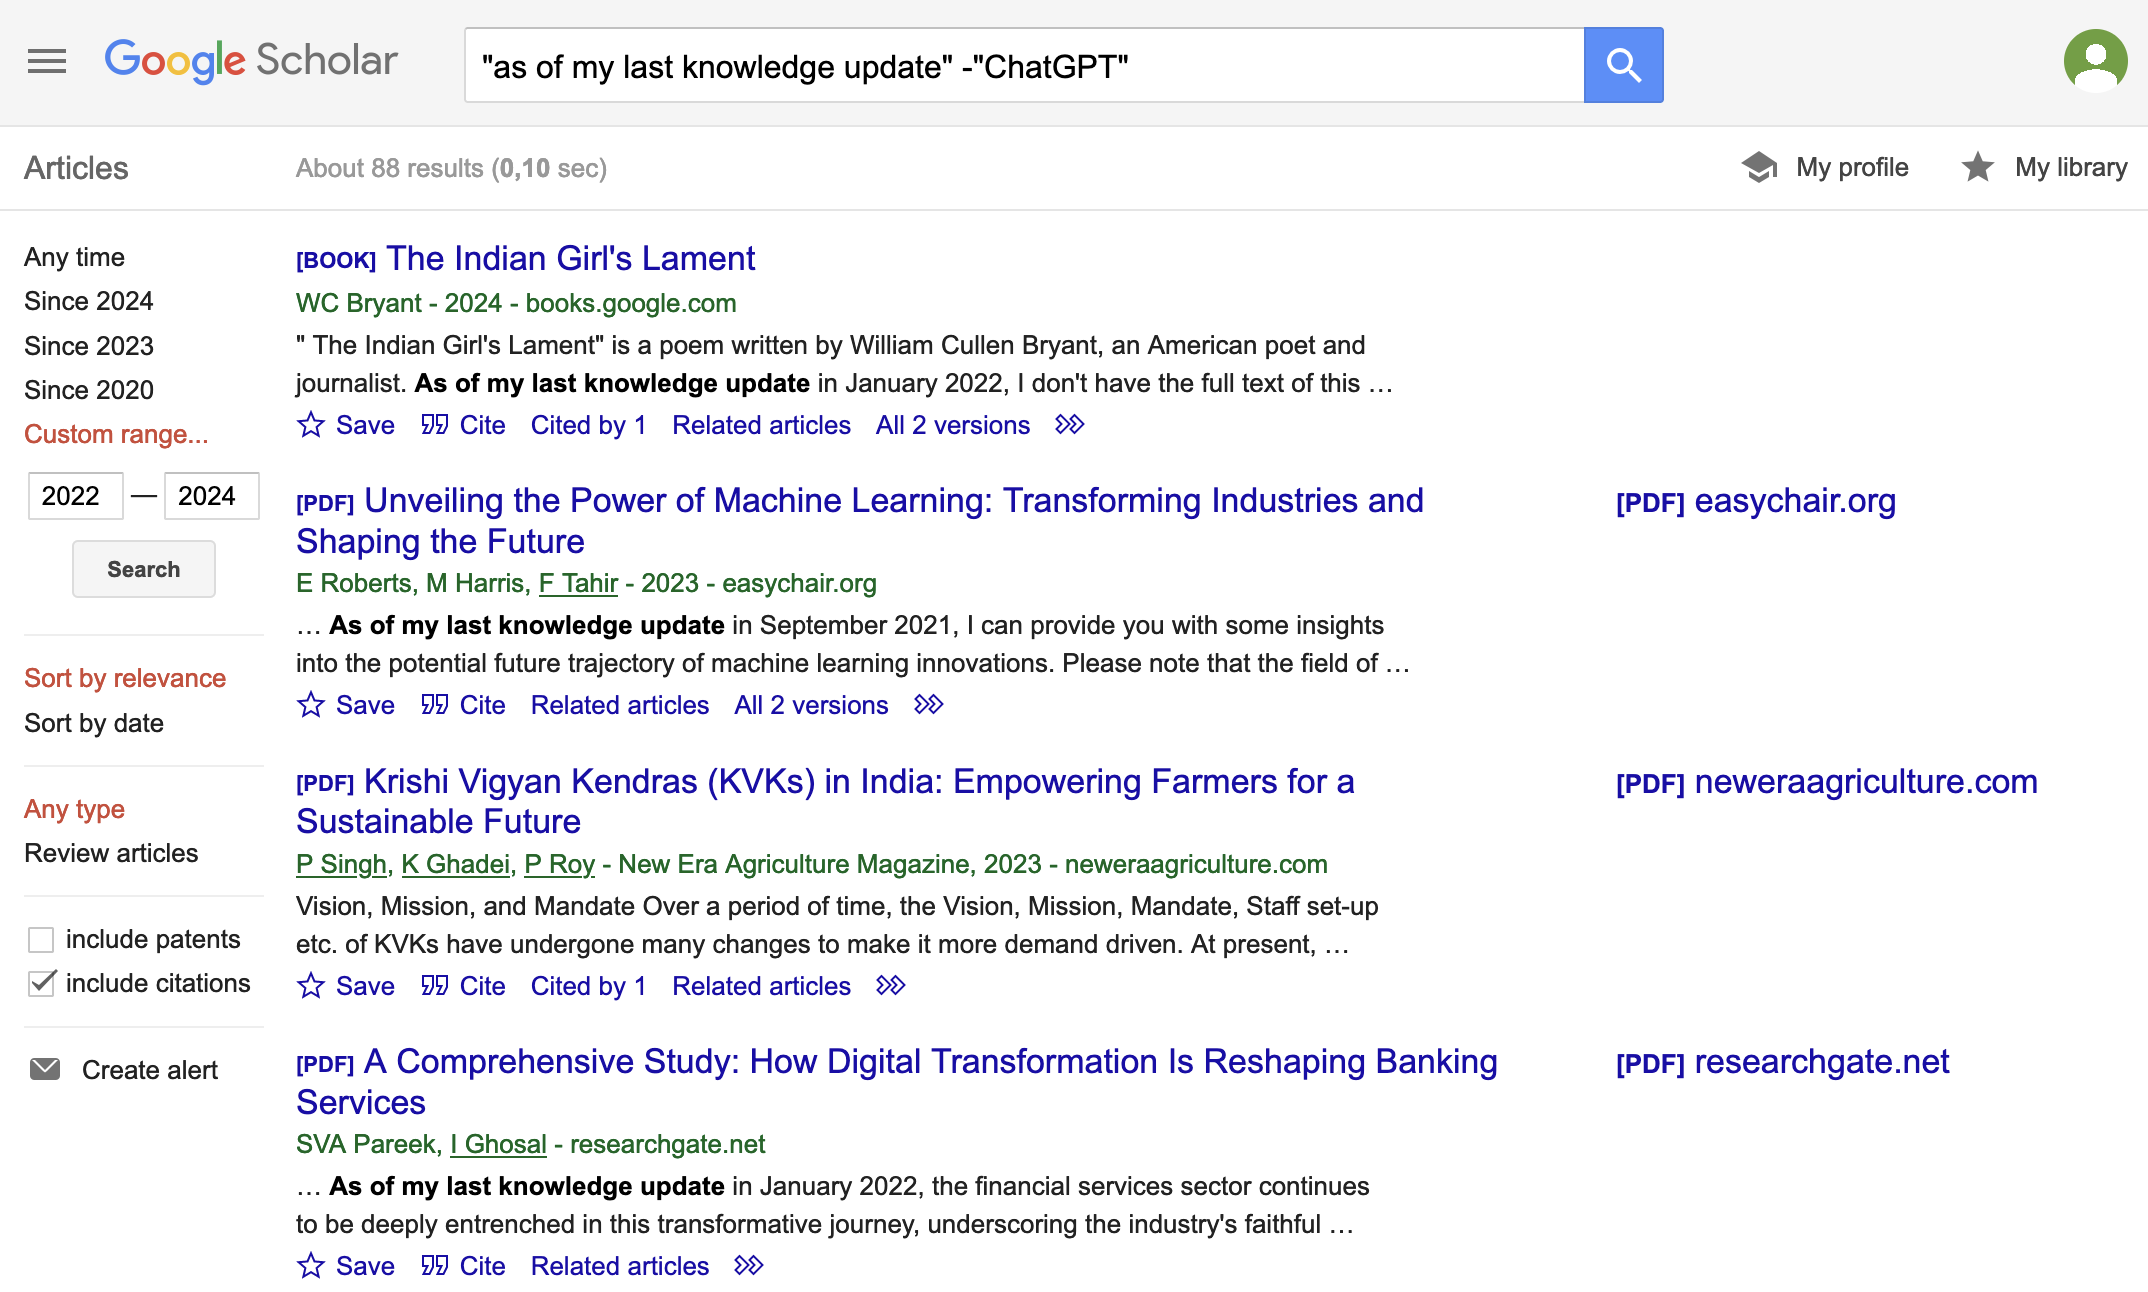 Google Scholar
"as of my last knowledge update" -"ChatGPT"
Articles
About 88 results (0,10 sec)
My profile
My library
Any time
Since 2024
Since 2023
Since 2020
Custom range...
2022 — 2024
Search
Sort by relevance
Sort by date
Any type
Review articles
include patents
include citations
Create alert
[BOOK] The Indian Girl's Lament
WC Bryant - 2024 - books.google.com
" The Indian Girl's Lament" is a poem written by William Cullen Bryant, an American poet and
journalist. As of my last knowledge update in January 2022, I don't have the full text of this …
Save Cite Cited by 1 Related articles All 2 versions
[PDF] Unveiling the Power of Machine Learning: Transforming Industries and
Shaping the Future
E Roberts, M Harris, F Tahir - 2023 - easychair.org
… As of my last knowledge update in September 2021, I can provide you with some insights
into the potential future trajectory of machine learning innovations. Please note that the field of …
Save Cite Related articles All 2 versions
[PDF] easychair.org
[PDF] Krishi Vigyan Kendras (KVKs) in India: Empowering Farmers for a
Sustainable Future
P Singh, K Ghadei, P Roy - New Era Agriculture Magazine, 2023 - neweraagriculture.com
Vision, Mission, and Mandate Over a period of time, the Vision, Mission, Mandate, Staff set-up
etc. of KVKs have undergone many changes to make it more demand driven. At present, …
Save Cite Cited by 1 Related articles
[PDF] neweraagriculture.com
[PDF] A Comprehensive Study: How Digital Transformation Is Reshaping Banking
Services
SVA Pareek, I Ghosal - researchgate.net
… As of my last knowledge update in January 2022, the financial services sector continues
to be deeply entrenched in this transformative journey, underscoring the industry's faithful …
Save Cite Related articles
[PDF] researchgate.net